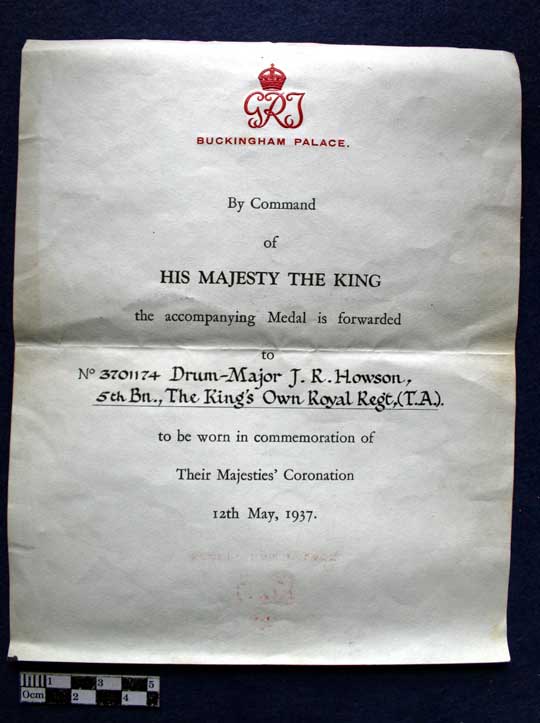 GRI
BUCKINGHAM PALACE.
By Command
of
HIS MAJESTY THE KING
the accompanying Medal is forwarded
to
No 3701174 Drum-Major J. R. Howson,
5th Bn., The King's Own Royal Regt,(T.A.).
to be worn in commemoration of
Their Majesties' Coronation
12th May, 1937.
1 3 5
0cm 2 4